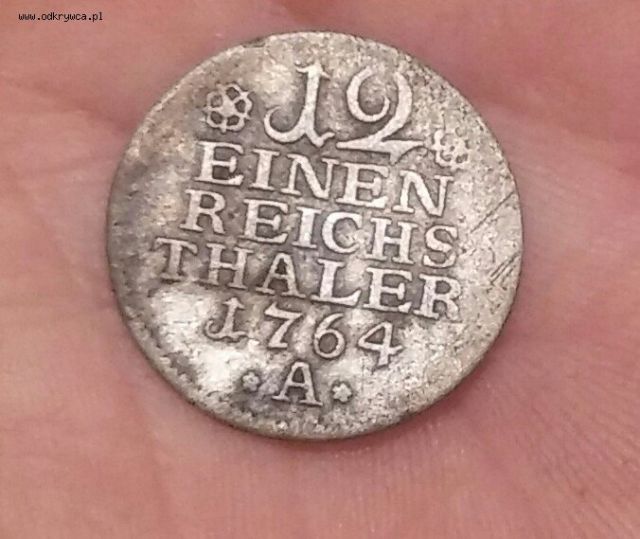 www.odkrywca.pl
12
EINEN
REICHS
THALER
1764
A